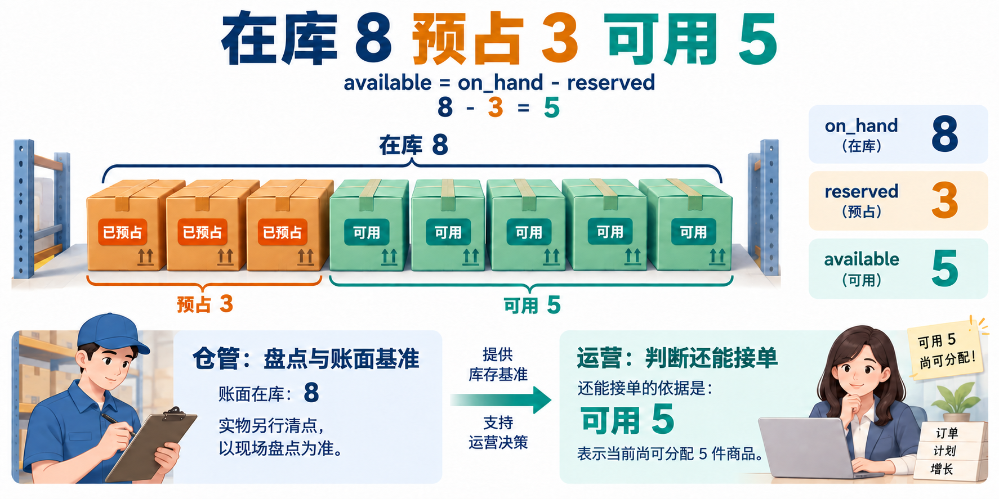 在库 8 预占 3 可用 5
available = on_hand - reserved
8 - 3 = 5
在库 8
已预占
已预占
已预占
可用
可用
可用
可用
可用
预占 3
可用 5
on_hand
（在库）
8
reserved
（预占）
3
available
（可用）
5
仓管：盘点与账面基准
账面在库：8
实物另行清点，
以现场盘点为准。
提供
库存基准
支持
运营决策
运营：判断还能接单
还能接单的依据是：
可用 5
表示当前尚可分配 5 件商品。
可用 5
尚可分配！
订单
计划
增长